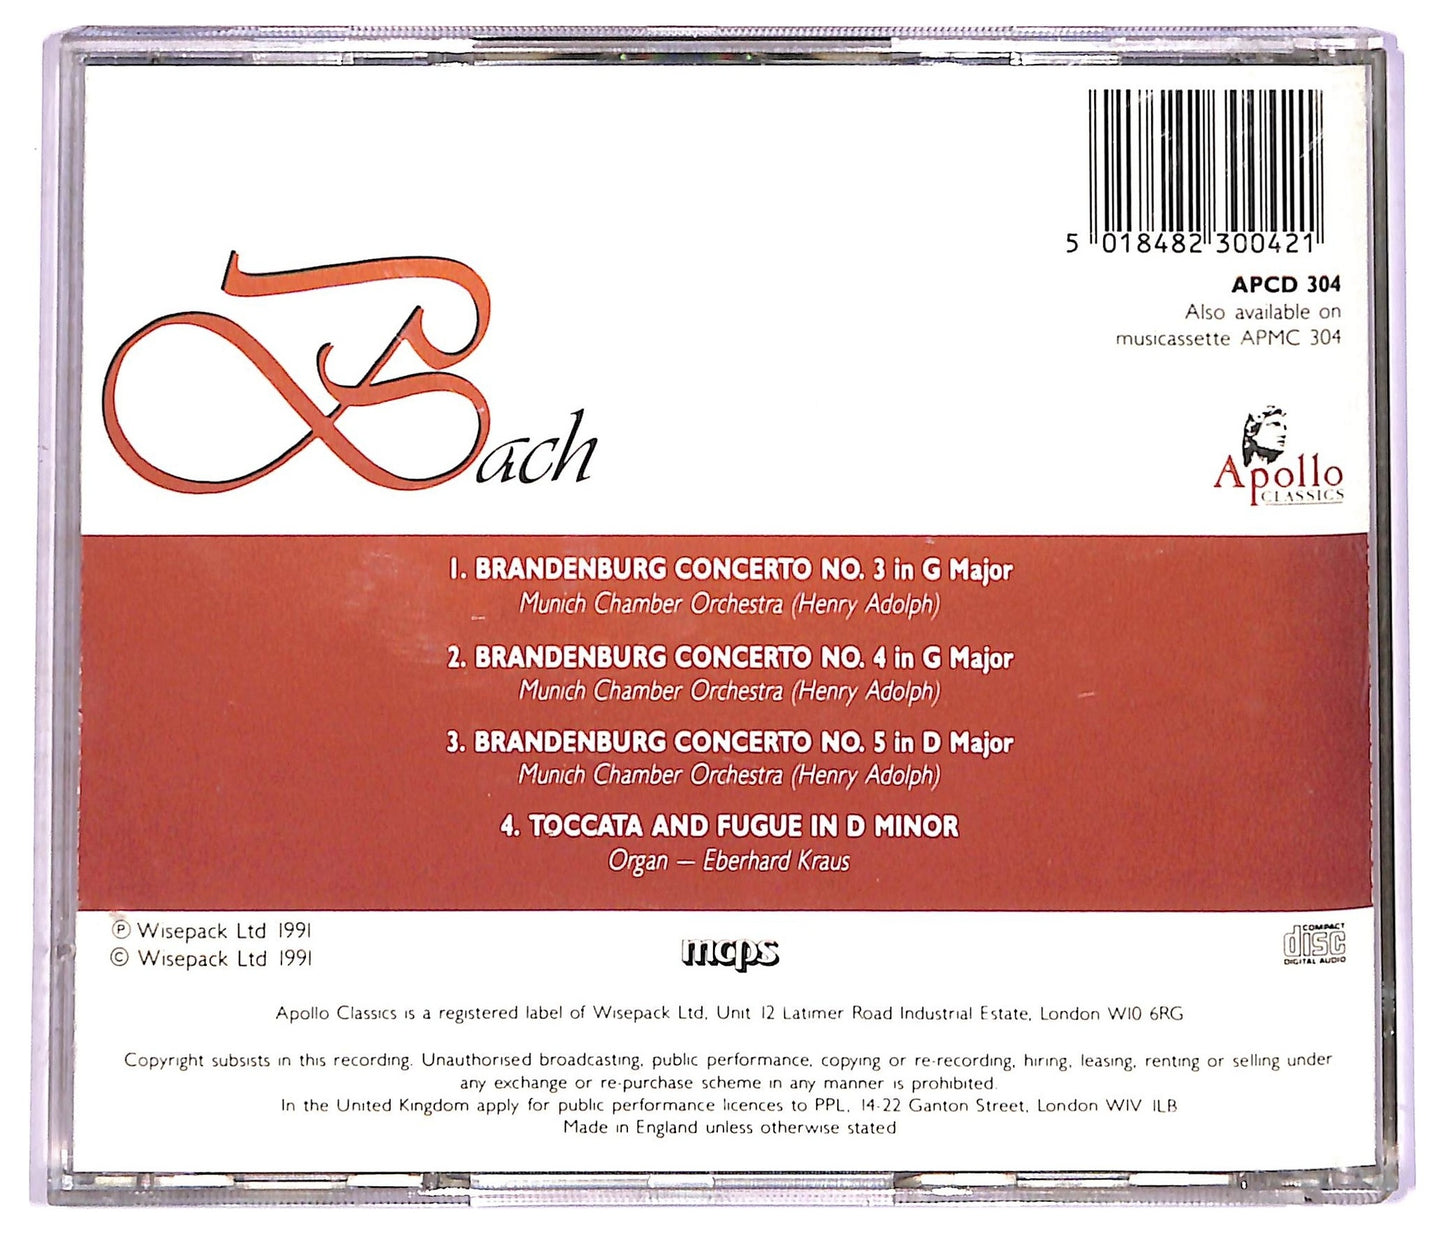 5 018482 300421
APCD 304
Also available on
musicassette APMC 304
Bach
Apollo
CLASSICS
1. BRANDENBURG CONCERTO NO. 3 in G Major
Munich Chamber Orchestra (Henry Adolph)
2. BRANDENBURG CONCERTO NO. 4 in G Major
Munich Chamber Orchestra (Henry Adolph)
3. BRANDENBURG CONCERTO NO. 5 in D Major
Munich Chamber Orchestra (Henry Adolph)
4. TOCCATA AND FUGUE IN D MINOR
Organ — Eberhard Kraus
℗ Wisepack Ltd 1991
© Wisepack Ltd 1991
mcps
COMPACT
disc
DIGITAL AUDIO
Apollo Classics is a registered label of Wisepack Ltd, Unit 12 Latimer Road Industrial Estate, London W10 6RG
Copyright subsists in this recording. Unauthorised broadcasting, public performance, copying or re-recording, hiring, leasing, renting or selling under
any exchange or re-purchase scheme in any manner is prohibited.
In the United Kingdom apply for public performance licences to PPL, 14-22 Ganton Street, London W1V 1LB
Made in England unless otherwise stated